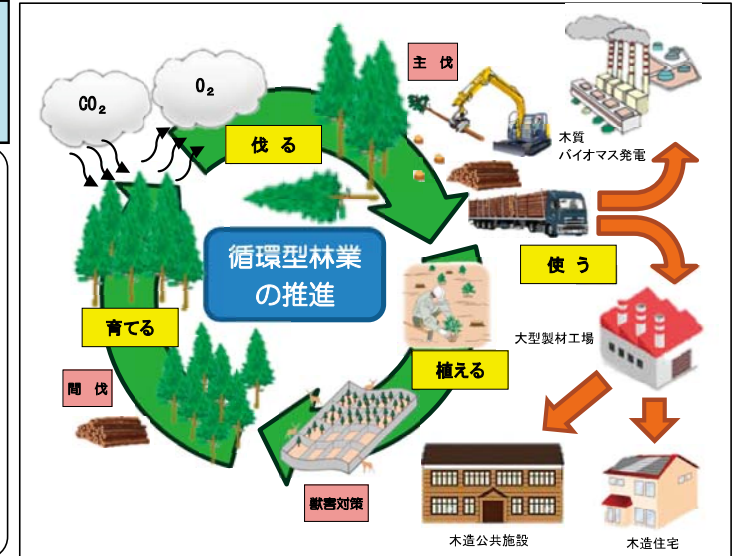 CO₂
O₂
主 伐
伐 る
木質
バイオマス発電
循環型林業
の推進
使 う
育てる
植える
大型製材工場
間 伐
獣害対策
木造公共施設
木造住宅